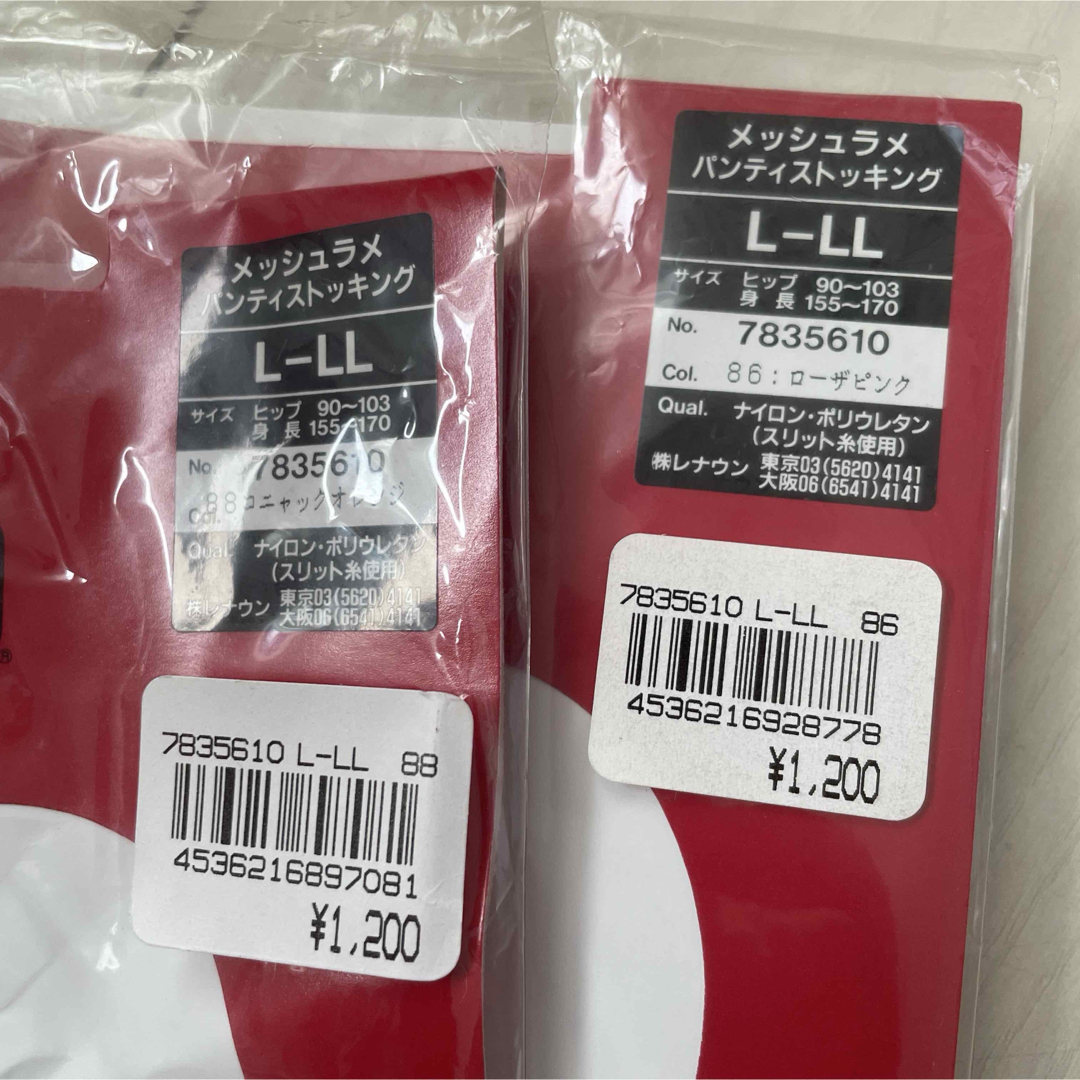 メッシュラメ
パンティストッキング
L-LL
サイズ ヒップ 90〜103
身長 155〜170
No. 7835610
Col. 88コニャックオレンジ
Qual. ナイロン・ポリウレタン
(スリット糸使用)
㈱レナウン 東京03(5620)4141
大阪06(6541)4141
7835610 L-LL 88
4536216897081
¥1,200
®
メッシュラメ
パンティストッキング
L-LL
サイズ ヒップ 90〜103
身長 155〜170
No. 7835610
Col. 86:ローザピンク
Qual. ナイロン・ポリウレタン
(スリット糸使用)
㈱レナウン 東京03(5620)4141
大阪06(6541)4141
7835610 L-LL 86
4536216928778
¥1,200